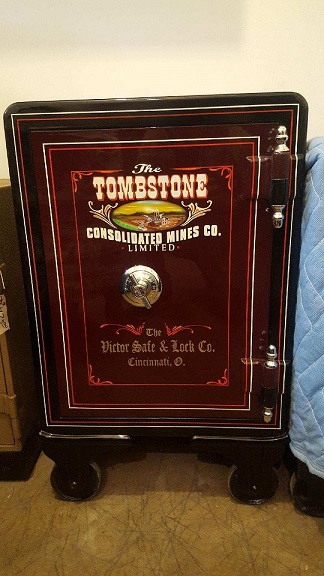 The
TOMBSTONE
CONSOLIDATED MINES CO.
· LIMITED ·
The
Victor Safe & Lock Co.
Cincinnati, O.